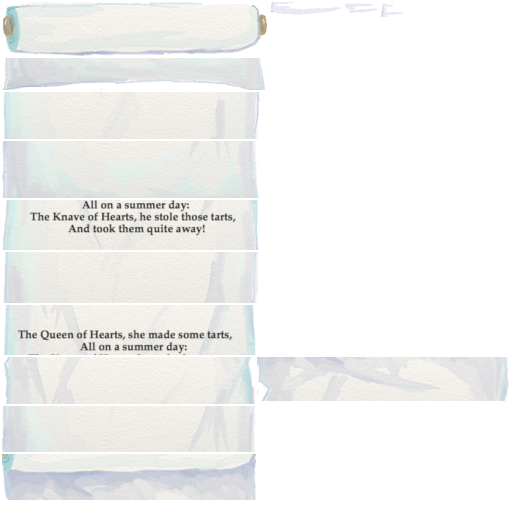 All on a summer day:
The Knave of Hearts, he stole those tarts,
And took them quite away!
The Queen of Hearts, she made some tarts,
All on a summer day: